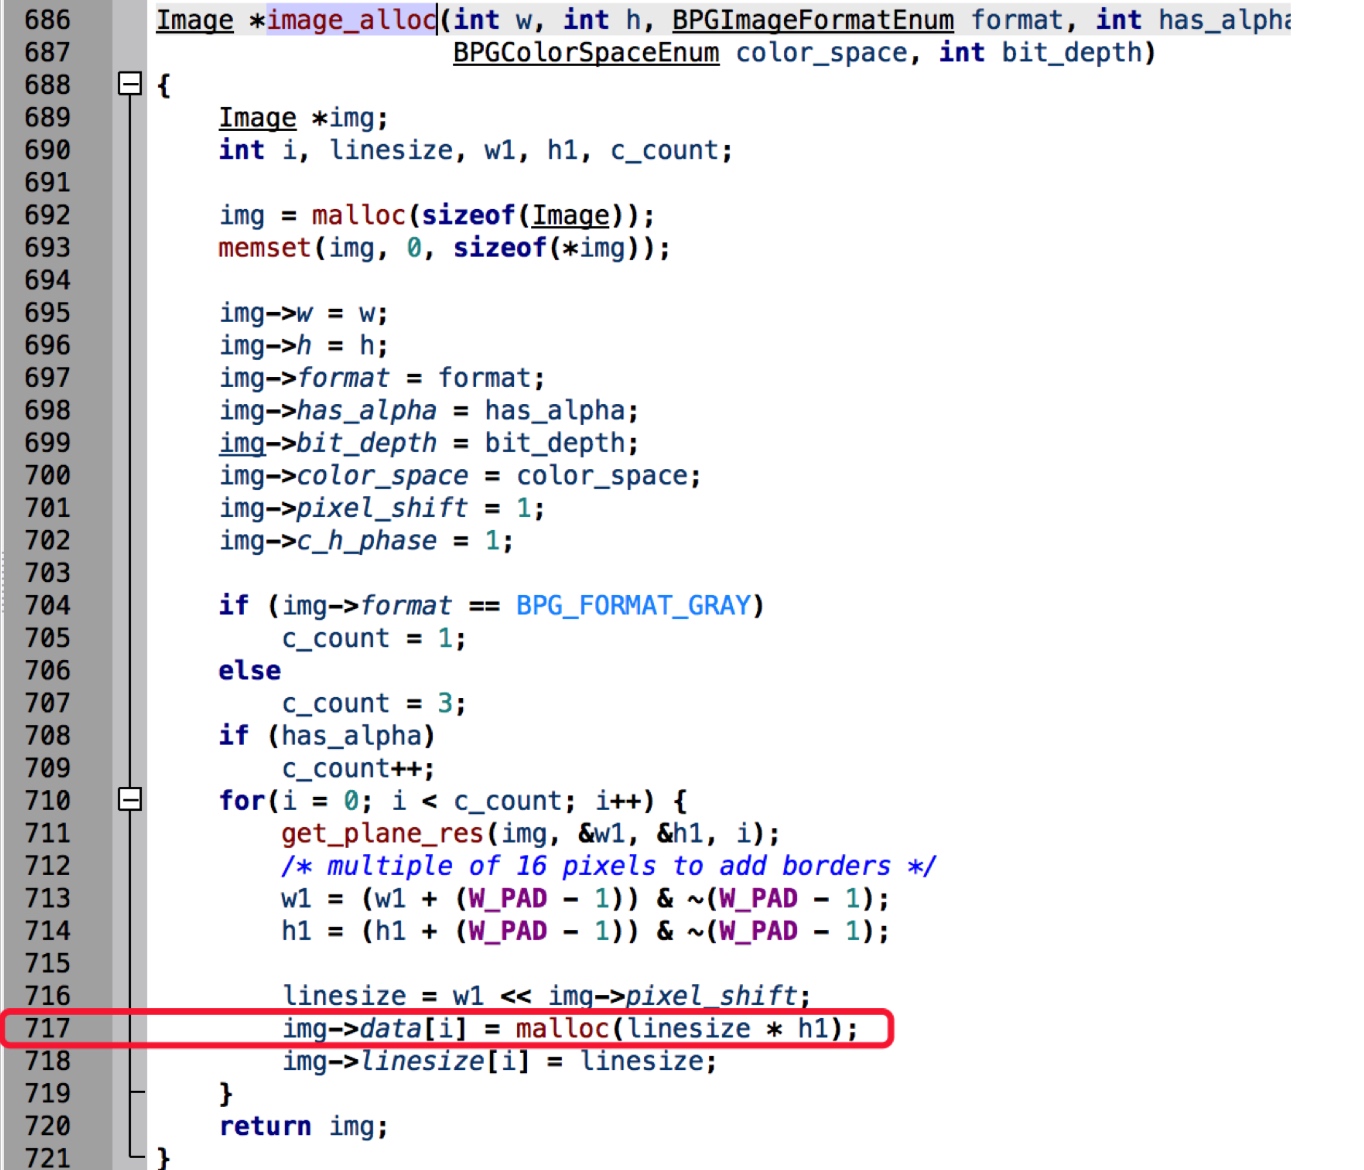 686 Image *image_alloc(int w, int h, BPGImageFormatEnum format, int has_alpha
687 BPGColorSpaceEnum color_space, int bit_depth)
688 {
689 Image *img;
690 int i, linesize, w1, h1, c_count;
691
692 img = malloc(sizeof(Image));
693 memset(img, 0, sizeof(*img));
694
695 img->w = w;
696 img->h = h;
697 img->format = format;
698 img->has_alpha = has_alpha;
699 img->bit_depth = bit_depth;
700 img->color_space = color_space;
701 img->pixel_shift = 1;
702 img->c_h_phase = 1;
703
704 if (img->format == BPG_FORMAT_GRAY)
705 c_count = 1;
706 else
707 c_count = 3;
708 if (has_alpha)
709 c_count++;
710 for(i = 0; i < c_count; i++) {
711 get_plane_res(img, &w1, &h1, i);
712 /* multiple of 16 pixels to add borders */
713 w1 = (w1 + (W_PAD - 1)) & ~(W_PAD - 1);
714 h1 = (h1 + (W_PAD - 1)) & ~(W_PAD - 1);
715
716 linesize = w1 << img->pixel_shift;
717 img->data[i] = malloc(linesize * h1);
718 img->linesize[i] = linesize;
719 }
720 return img;
721 }